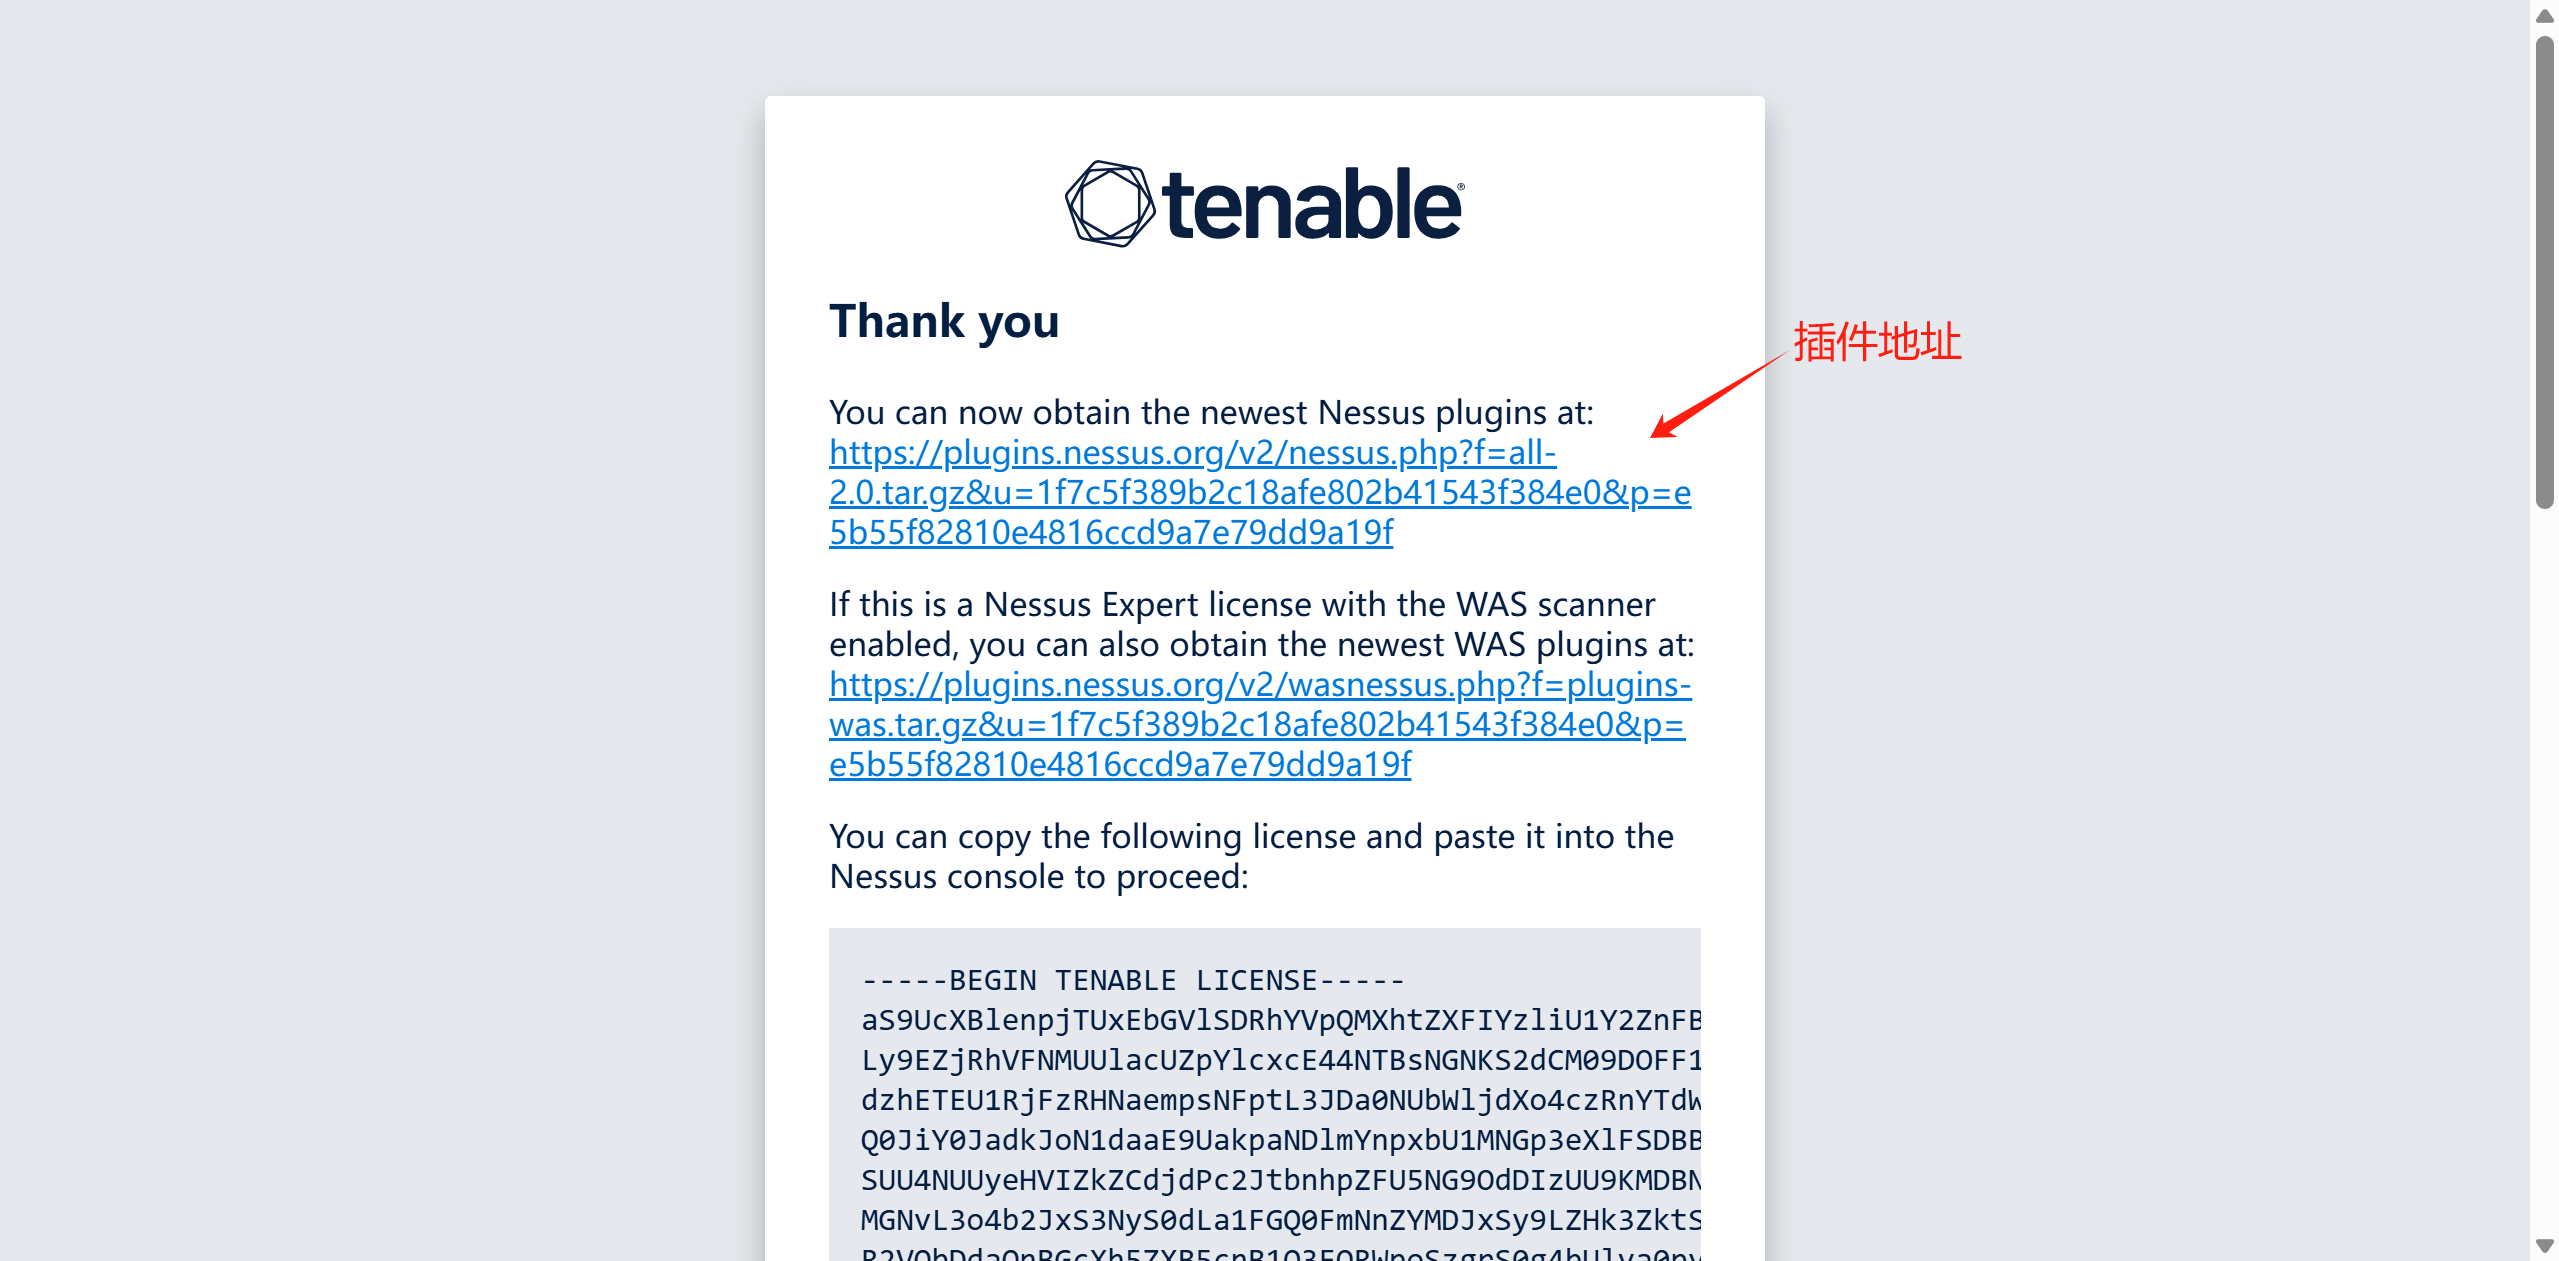 tenable®
Thank you
插件地址
You can now obtain the newest Nessus plugins at:
https://plugins.nessus.org/v2/nessus.php?f=all-
2.0.tar.gz&u=1f7c5f389b2c18afe802b41543f384e0&p=e
5b55f82810e4816ccd9a7e79dd9a19f
If this is a Nessus Expert license with the WAS scanner
enabled, you can also obtain the newest WAS plugins at:
https://plugins.nessus.org/v2/wasnessus.php?f=plugins-
was.tar.gz&u=1f7c5f389b2c18afe802b41543f384e0&p=
e5b55f82810e4816ccd9a7e79dd9a19f
You can copy the following license and paste it into the
Nessus console to proceed:
-----BEGIN TENABLE LICENSE-----
aS9UcXBlenpjTUxEbGVlSDRhYVpQMXhtZXFIYzliU1Y2ZnFB
Ly9EZjRhVFNMUUlacUZpYlcxcE44NTBsNGNKS2dCM09DOFF1
dzhETEU1RjFzRHNaempsNFptL3JDa0NUbWljdXo4czRnYTdW
Q0JiY0JadkJoN1daaE9UakpaNDlmYnpxbU1MNGp3eXlFSDBB
SUU4NUUyeHVIZkZCdjdPc2JtbnhpZFU5NG9OdDIzUU9KMDBN
MGNvL3o4b2JxS3NyS0dLa1FGQ0FmNnZYMDJxSy9LZHk3ZktS